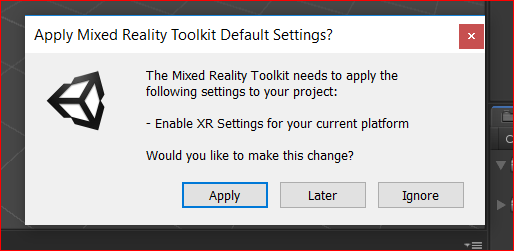 Apply Mixed Reality Toolkit Default Settings?
The Mixed Reality Toolkit needs to apply the
following settings to your project:
- Enable XR Settings for your current platform
Would you like to make this change?
Apply Later Ignore